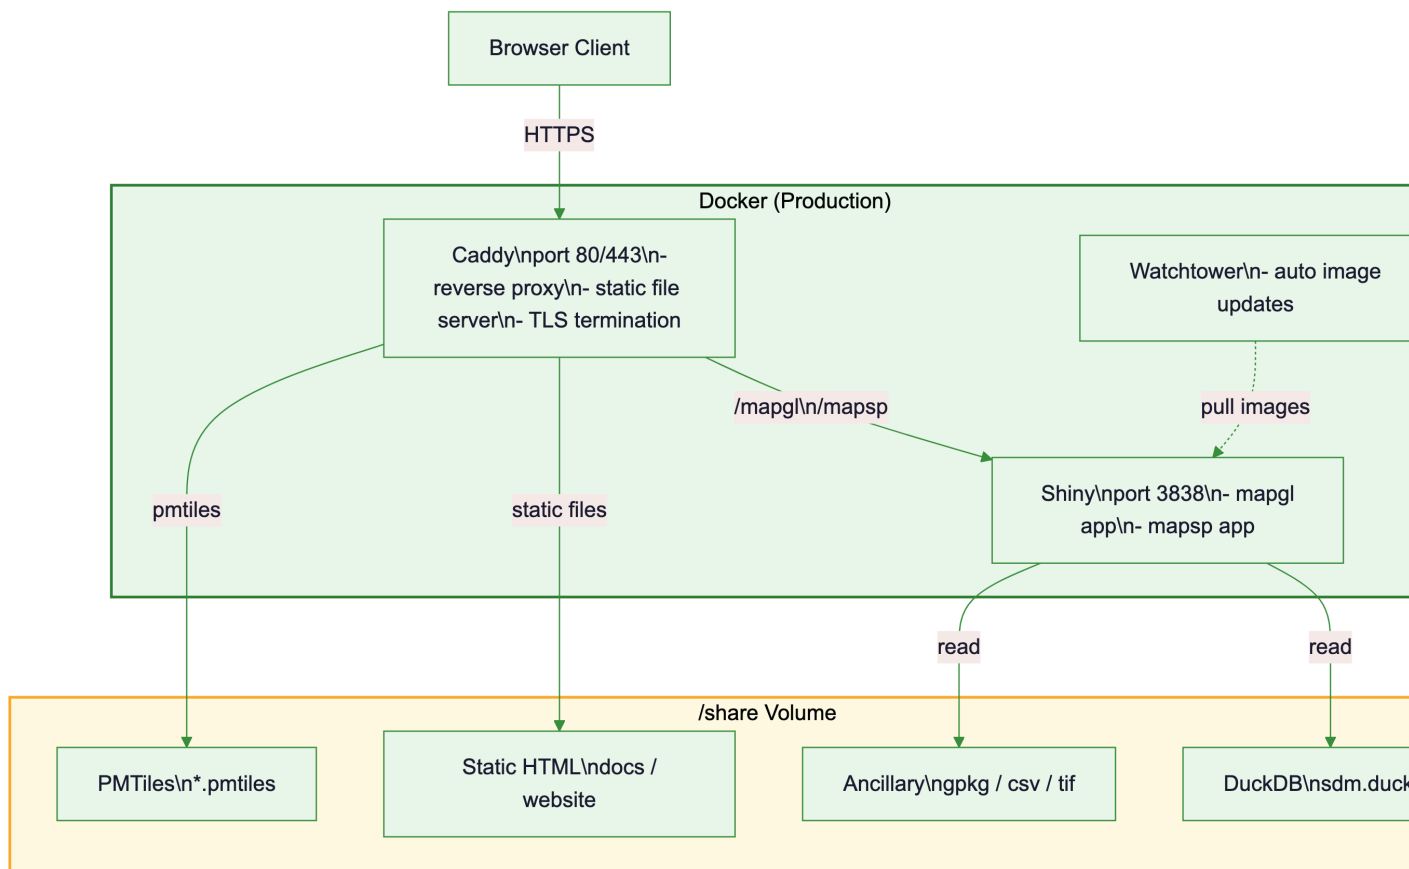 Browser Client
HTTPS
Docker (Production)
Caddy\nport 80/443\n-
reverse proxy\n- static file
server\n- TLS termination
Watchtower\n- auto image
updates
/mapgl\n/mapsp
pull images
Shiny\nport 3838\n- mapgl
app\n- mapsp app
pmtiles
static files
read
read
/share Volume
PMTiles\n*.pmtiles
Static HTML\ndocs /
website
Ancillary\ngpkg / csv / tif
DuckDB\nsdm.duck